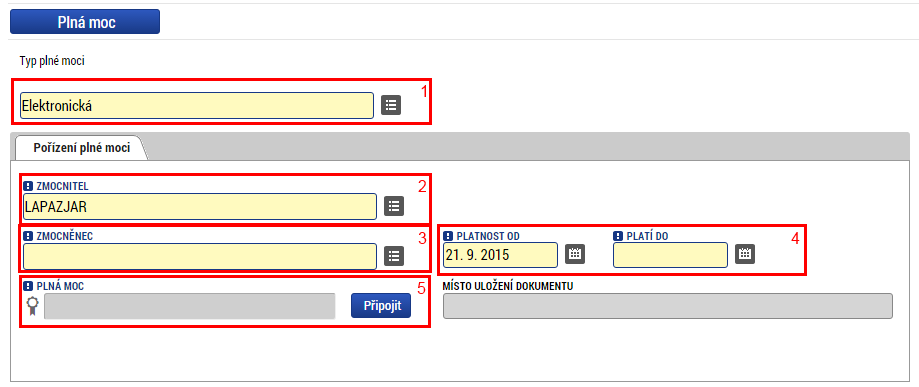 Plná moc
Typ plné moci
Elektronická
1
Pořízení plné moci
ZMOCNITEL
2
LAPAZJAR
ZMOCNĚNEC
3
PLATNOST OD
PLATÍ DO
4
21. 9. 2015
PLNÁ MOC
5
MÍSTO ULOŽENÍ DOKUMENTU
Připojit